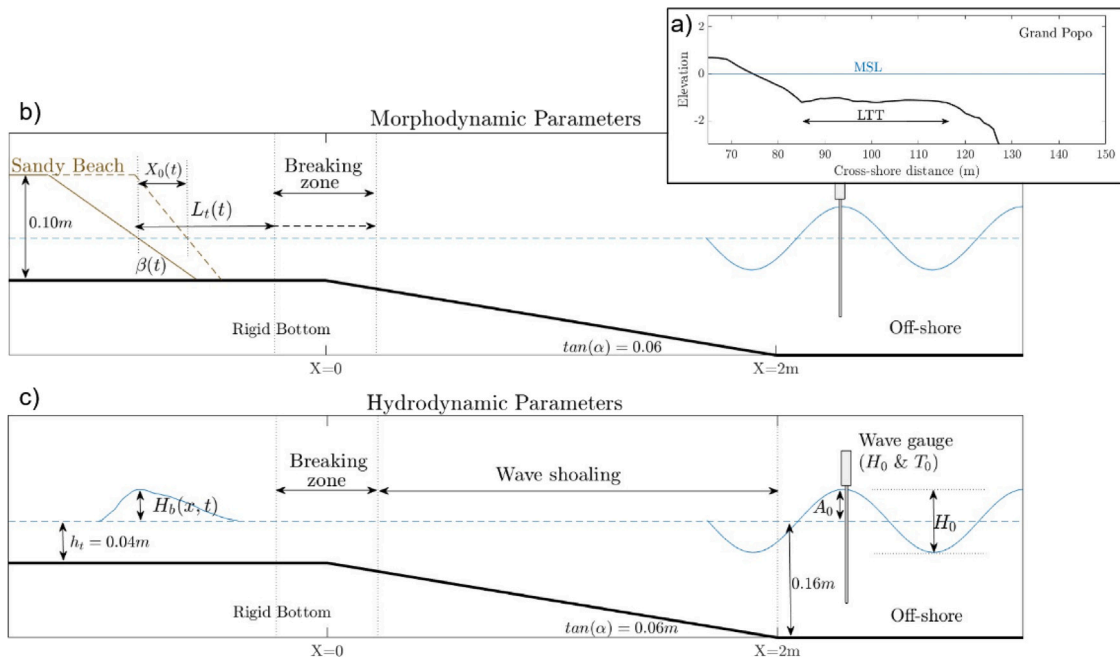 a)
Grand Popo
MSL
LTT
Elevation
2
0
-2
70
80
90
100
110
120
130
140
150
Cross-shore distance (m)
b)
Morphodynamic Parameters
Sandy Beach
X₀(t)
Breaking
zone
Lₜ(t)
0.10m
β(t)
Rigid Bottom
tan(α) = 0.06
Off-shore
X=0
X=2m
c)
Hydrodynamic Parameters
Breaking
zone
Wave shoaling
Wave gauge
(H₀ & T₀)
H_b(x, t)
A₀
H₀
hₜ = 0.04m
0.16m
Rigid Bottom
tan(α) = 0.06m
Off-shore
X=0
X=2m